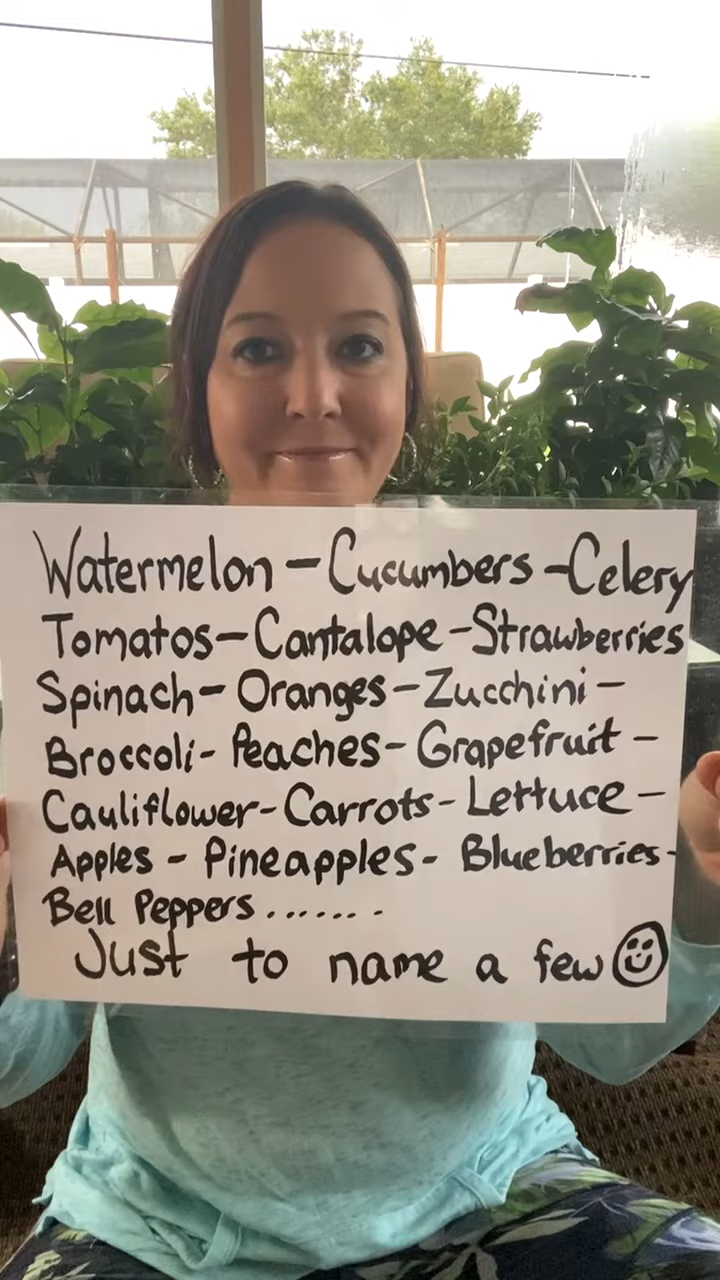 Watermelon - Cucumbers - Celery
Tomatos - Cantalope - Strawberries
Spinach - Oranges - Zucchini -
Broccoli - Peaches - Grapefruit -
Cauliflower - Carrots - Lettuce -
Apples - Pineapples - Blueberries -
Bell Peppers.......
Just to name a few